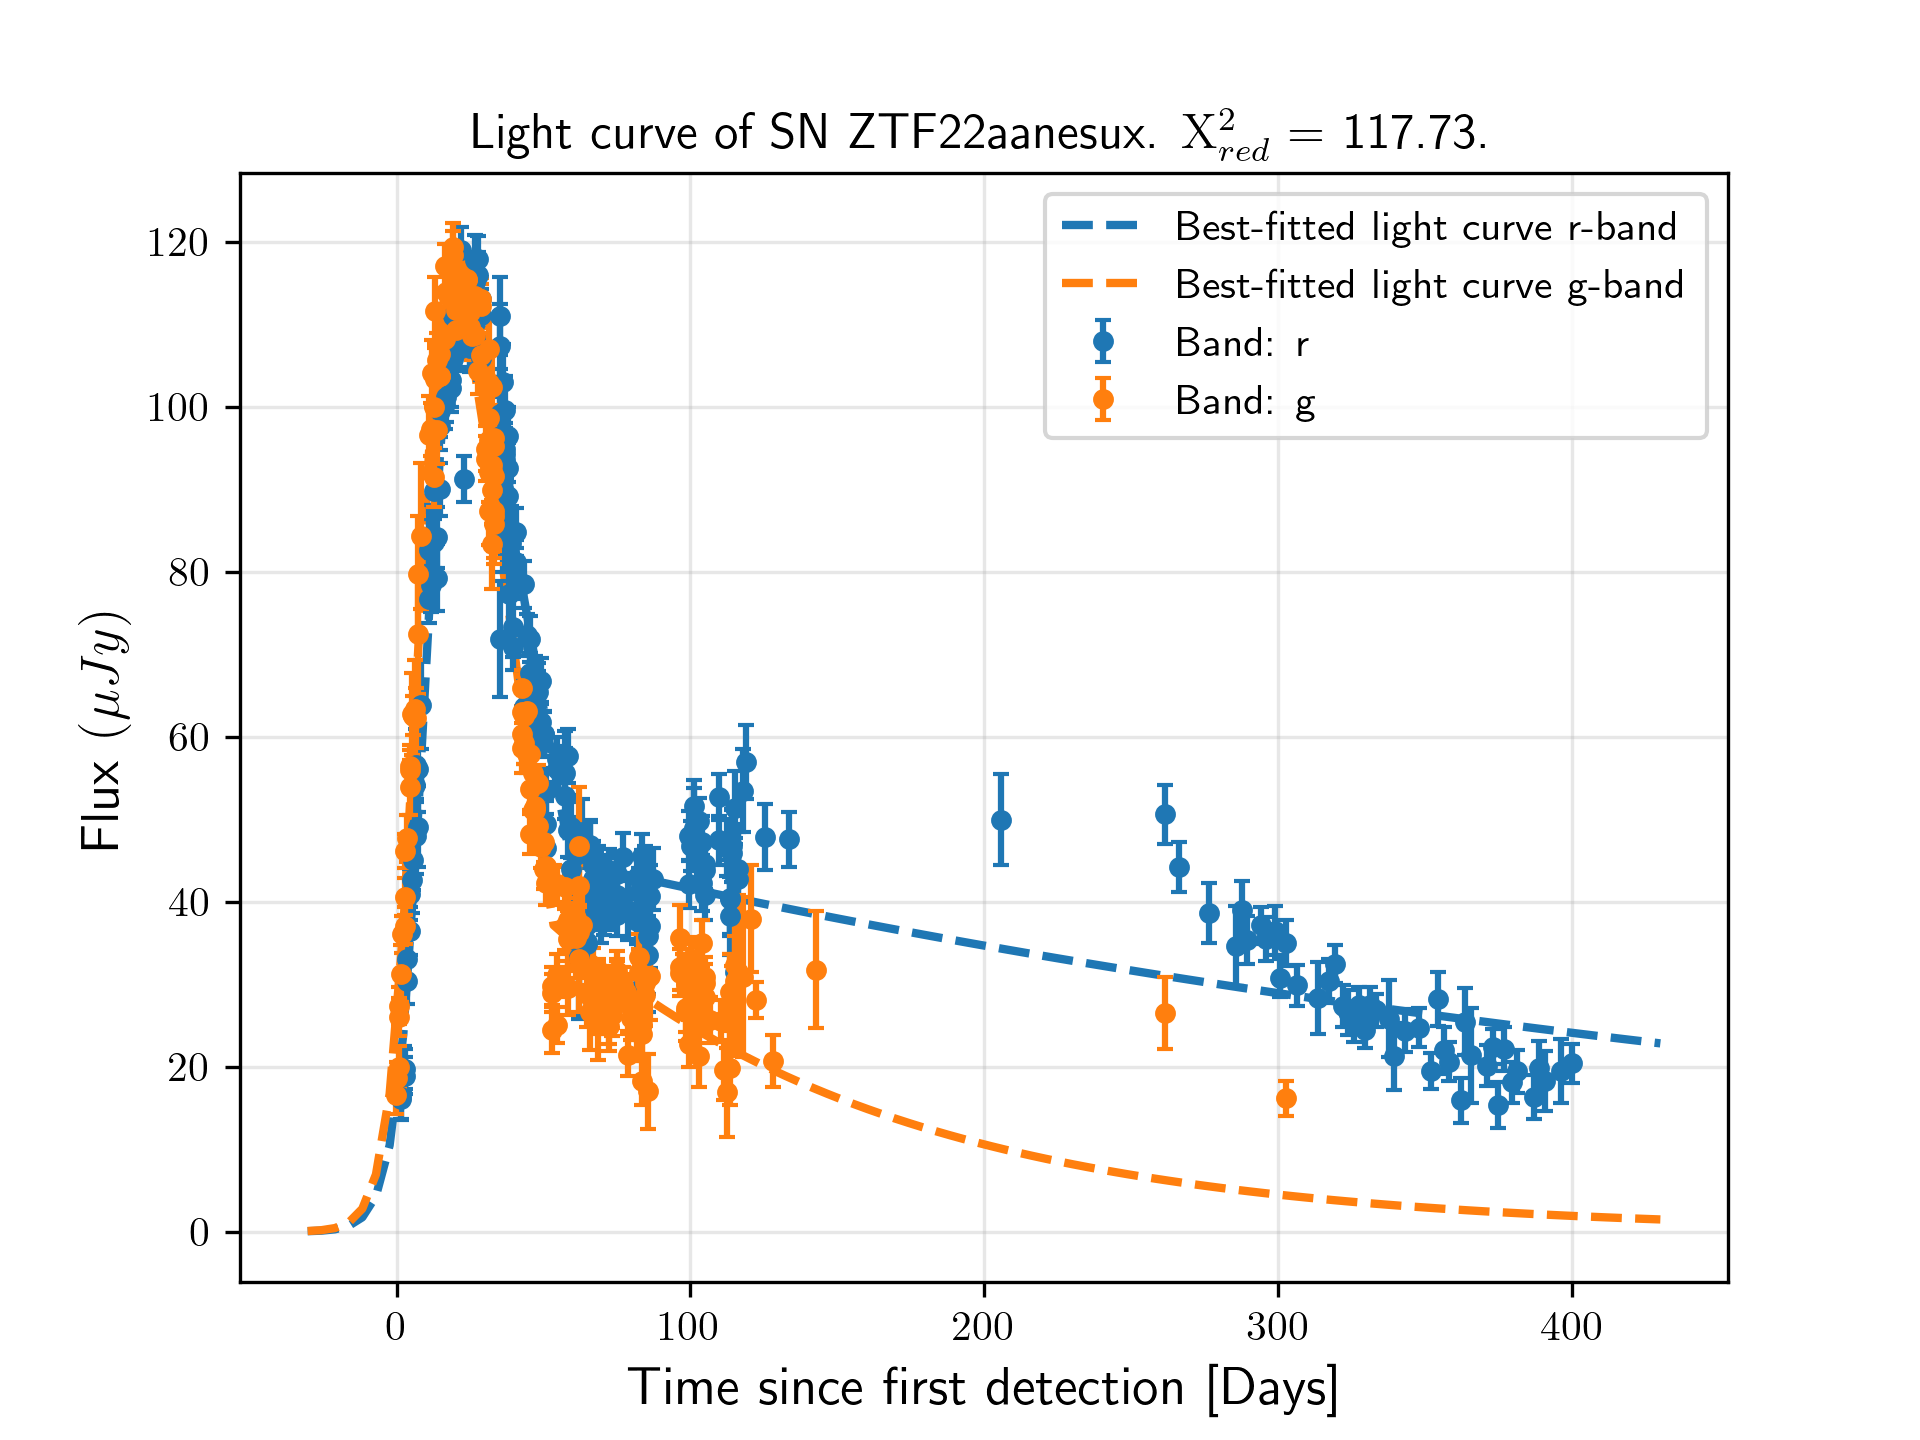 Light curve of SN ZTF22aanesux. X²_red = 117.73.
Best-fitted light curve r-band
Best-fitted light curve g-band
Band: r
Band: g
120
100
80
60
40
20
0
Flux (μJy)
0 100 200 300 400
Time since first detection [Days]